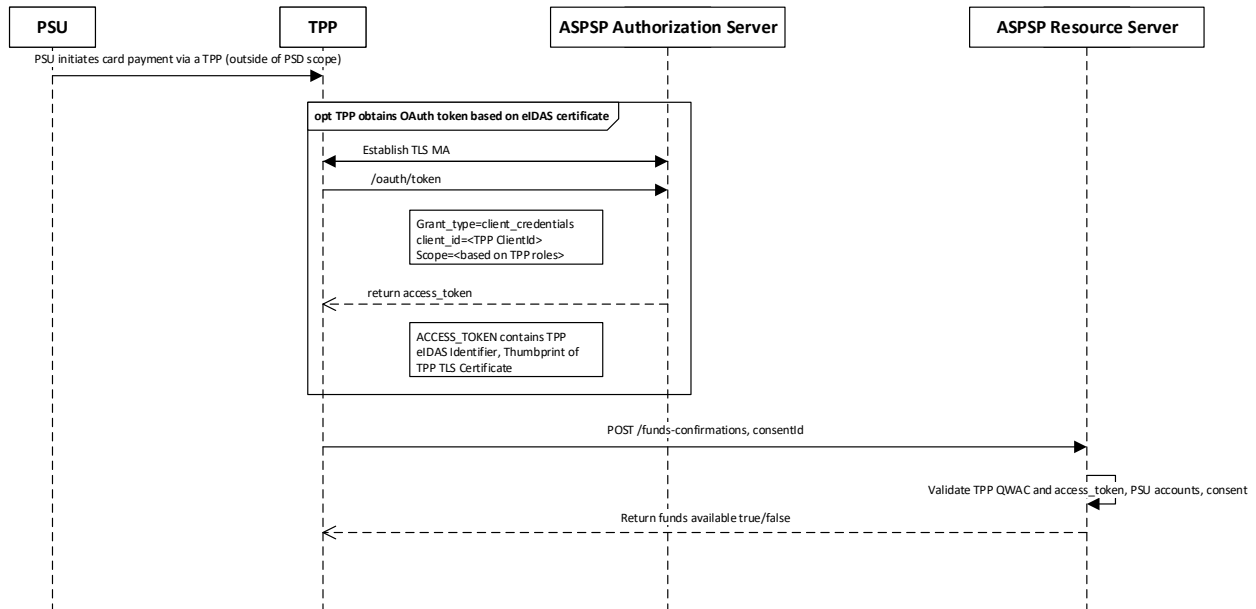 PSU
TPP
ASPSP Authorization Server
ASPSP Resource Server
PSU initiates card payment via a TPP (outside of PSD scope)
opt TPP obtains OAuth token based on eIDAS certificate
Establish TLS MA
/oauth/token
Grant_type=client_credentials
client_id=<TPP ClientId>
Scope=<based on TPP roles>
return access_token
ACCESS_TOKEN contains TPP
eIDAS Identifier, Thumbprint of
TPP TLS Certificate
POST /funds-confirmations, consentId
Validate TPP QWAC and access_token, PSU accounts, consent
Return funds available true/false